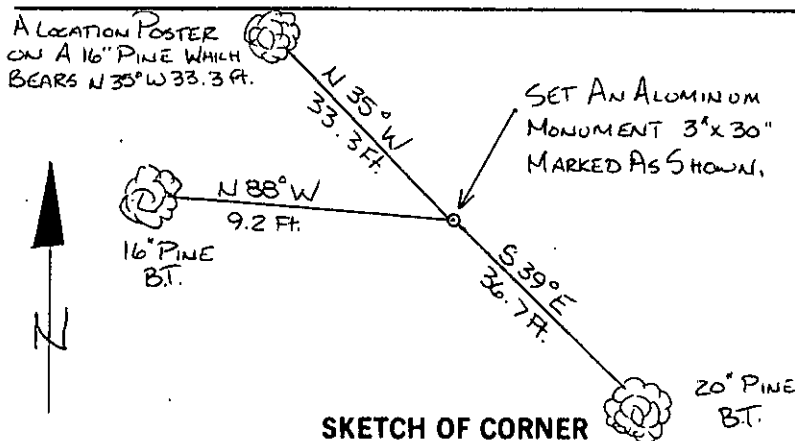 A LOCATION POSTER
ON A 16" PINE WHICH
BEARS N 35° W 33.3 FT.
N 35° W
33.3 Ft.
SET AN ALUMINUM
MONUMENT 3" x 30"
MARKED AS SHOWN.
N 88° W
9.2 Ft.
16" PINE
B.T.
S 39° E
36.7 Ft.
20" PINE
B.T.
N
SKETCH OF CORNER